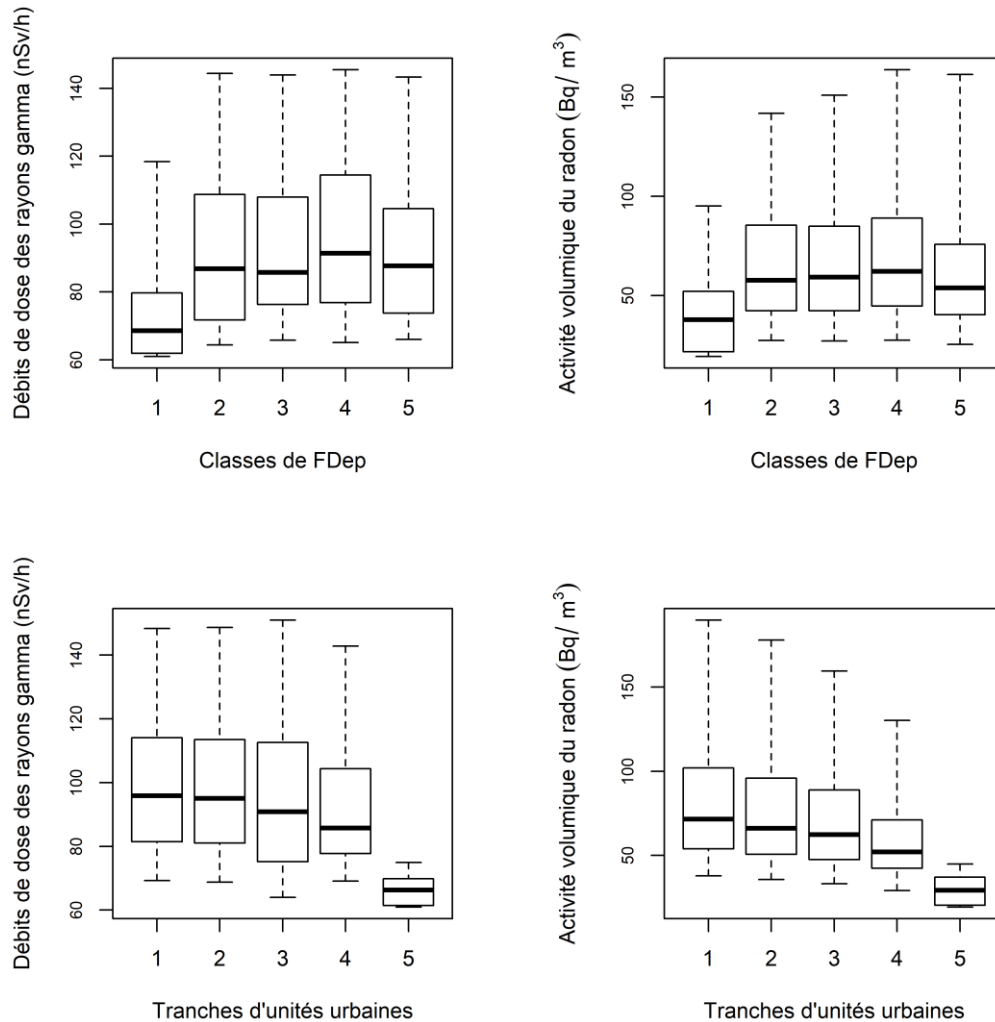 Débits de dose des rayons gamma (nSv/h)
140
120
100
80
60
1 2 3 4 5
Classes de FDep
Activité volumique du radon (Bq/ m³)
150
100
50
1 2 3 4 5
Classes de FDep
Débits de dose des rayons gamma (nSv/h)
140
120
100
80
60
1 2 3 4 5
Tranches d'unités urbaines
Activité volumique du radon (Bq/ m³)
150
100
50
1 2 3 4 5
Tranches d'unités urbaines